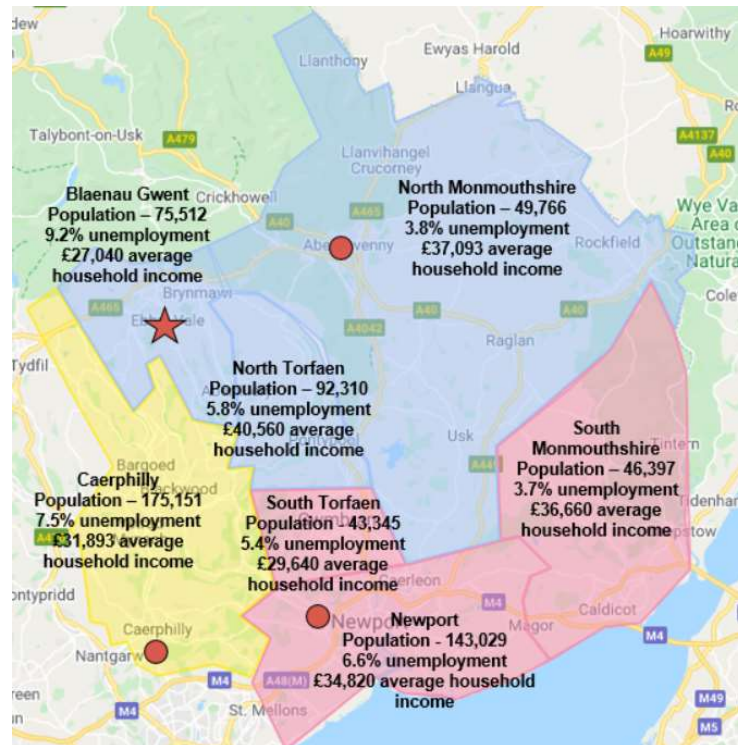 Hoarwithy
Ewyas Harold
A49
Llanthony
Llangua
A4137
Talybont-on-Usk
A479
A40
Llanvihangel
Crucorney
Blaenau Gwent
Population – 75,512
9.2% unemployment
£27,040 average
household income
Crickhowell
A40
A465
North Monmouthshire
Population – 49,766
3.8% unemployment
£37,093 average
household income
Wye Va
Area o
Outstan
Natura
Rockfield
Brynmawr
A465
A40
A40
A4042
Raglan
Tydfil
North Torfaen
Population – 92,310
5.8% unemployment
£40,560 average
household income
Usk
South
Monmouthshire
Population – 46,397
3.7% unemployment
£36,660 average
household income
Tintern
Tidenha
Bargoed
Caerphilly
Population – 175,151
7.5% unemployment
£31,893 average
household income
South Torfaen
Population – 43,345
5.4% unemployment
£29,640 average
household income
Caerleon
ontypridd
Caerphilly
Nantgarw
Newport
M4
Magor
Caldicot
M4
Newport
Population - 143,029
6.6% unemployment
£34,820 average household
income
A48(M)
M4
M4
St. Mellons
M49
M5